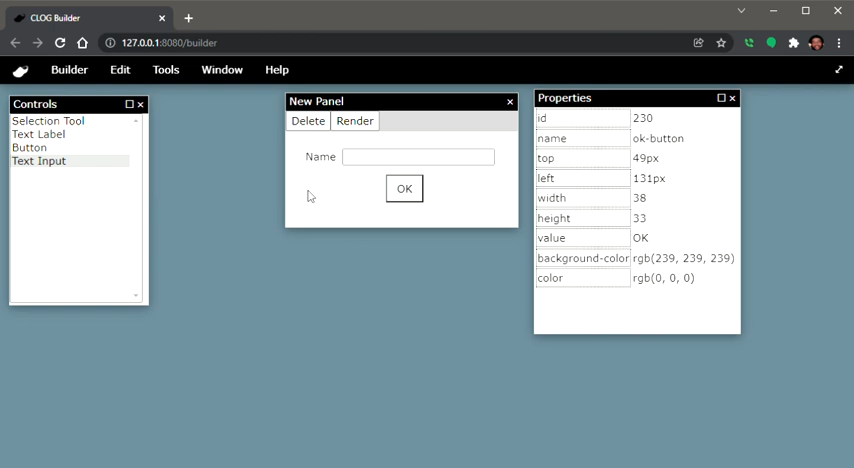 CLOG Builder
127.0.0.1:8080/builder
Builder Edit Tools Window Help
Controls
Selection Tool
Text Label
Button
Text Input
New Panel
Delete Render
Name
OK
Properties
id 230
name ok-button
top 49px
left 131px
width 38
height 33
value OK
background-color rgb(239, 239, 239)
color rgb(0, 0, 0)